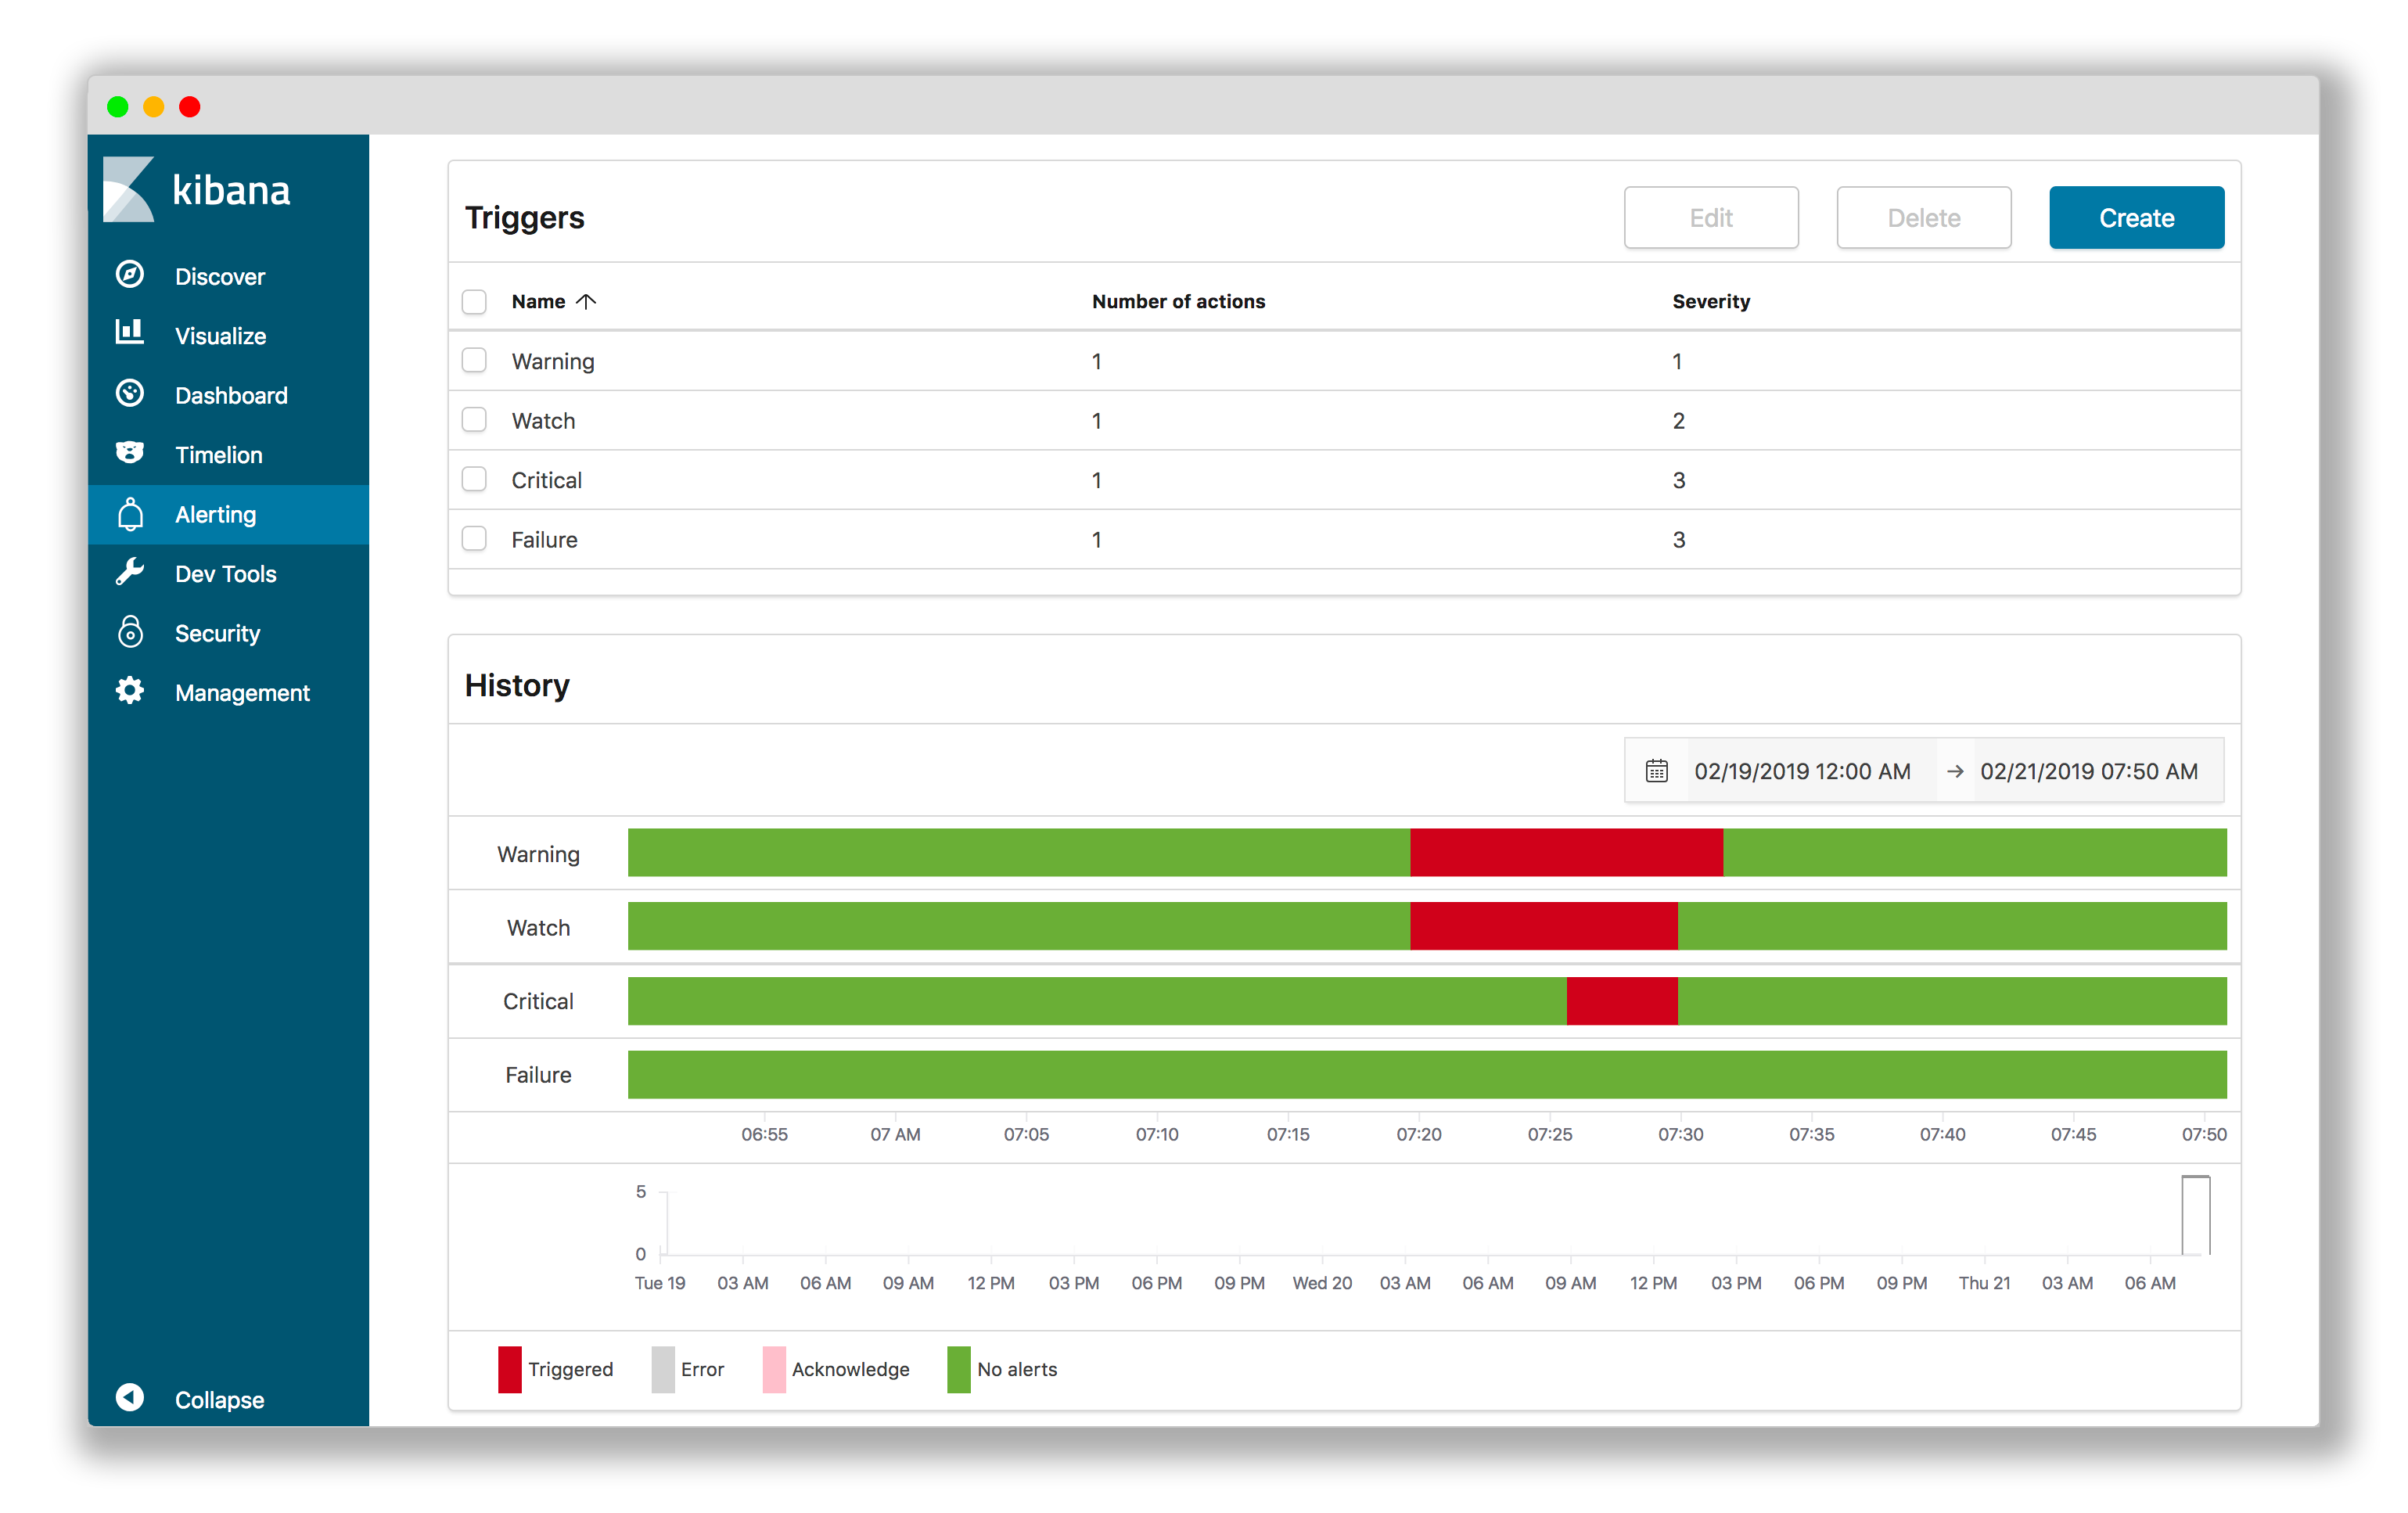 kibana
Discover
Visualize
Dashboard
Timelion
Alerting
Dev Tools
Security
Management
Collapse
Triggers
Edit Delete Create
Name Number of actions Severity
Warning 1 1
Watch 1 2
Critical 1 3
Failure 1 3
History
02/19/2019 12:00 AM → 02/21/2019 07:50 AM
Warning
Watch
Critical
Failure
06:55 07 AM 07:05 07:10 07:15 07:20 07:25 07:30 07:35 07:40 07:45 07:50
5
0
Tue 19 03 AM 06 AM 09 AM 12 PM 03 PM 06 PM 09 PM Wed 20 03 AM 06 AM 09 AM 12 PM 03 PM 06 PM 09 PM Thu 21 03 AM 06 AM
Triggered Error Acknowledge No alerts